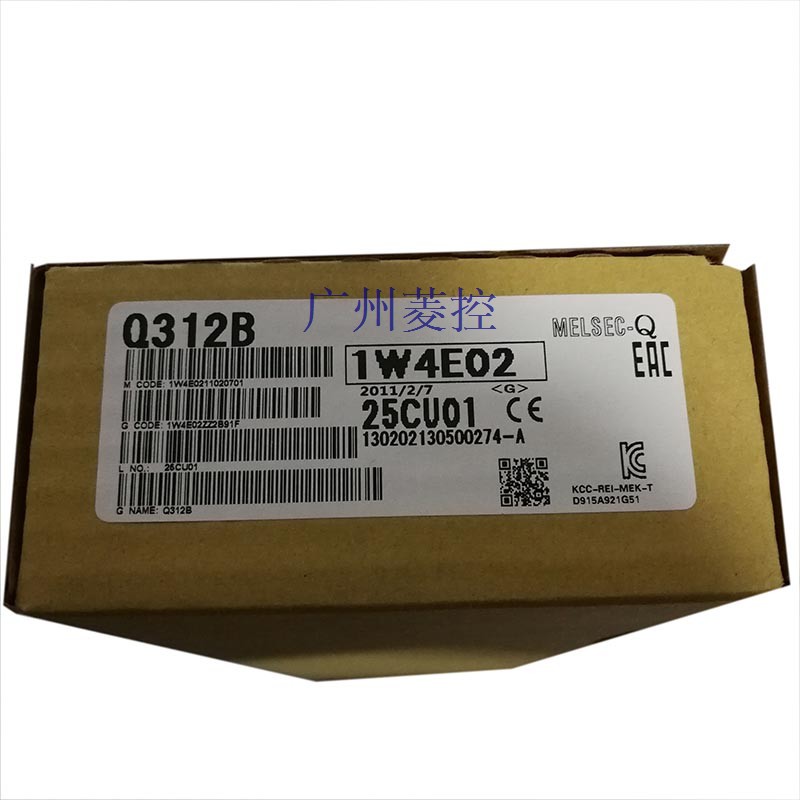 广州菱控
Q312B
MELSEC-Q
M CODE: 1W4E0211020701
1W4E02
EAC
2011/2/7 <G>
G CODE: 1W4E02ZZ2B91F
25CU01 CE
130202130500274-A
L NO.: 25CU01
KCC-REI-MEK-T
D915A921G51
G NAME: Q312B